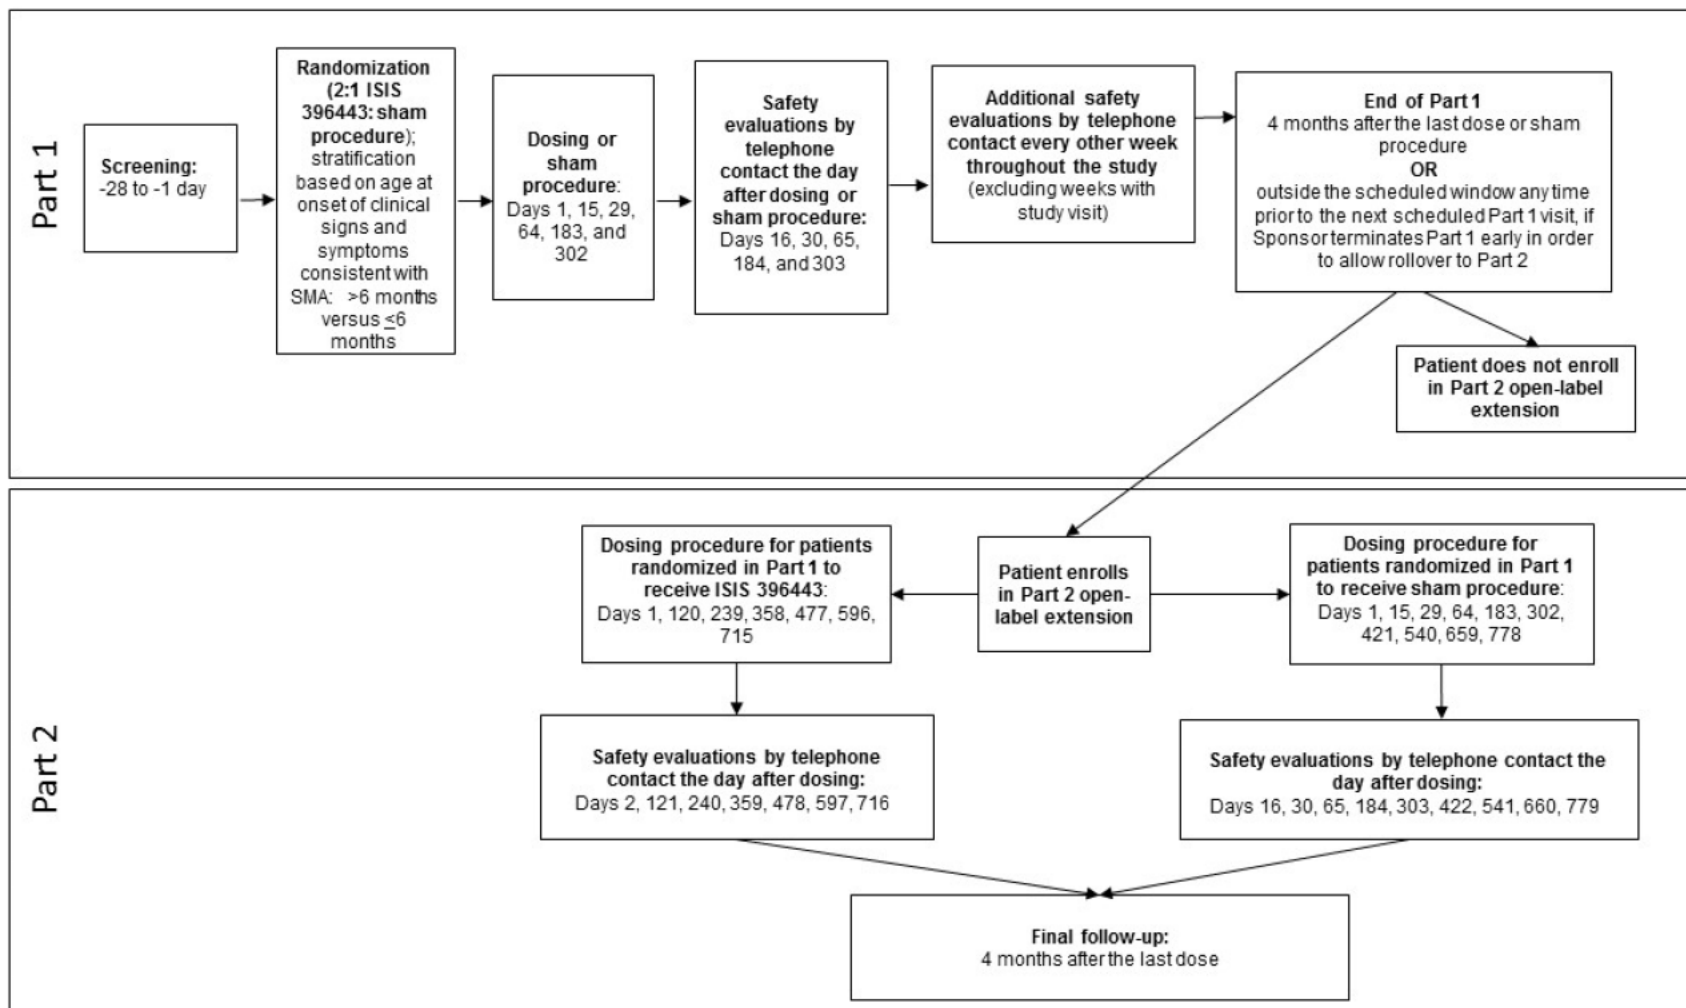 Part 1
Screening:
-28 to -1 day
Randomization
(2:1 ISIS
396443: sham
procedure);
stratification
based on age at
onset of clinical
signs and
symptoms
consistent with
SMA: >6 months
versus ≤6
months
Dosing or
sham
procedure:
Days 1, 15, 29,
64, 183, and
302
Safety
evaluations by
telephone
contact the day
after dosing or
sham procedure:
Days 16, 30, 65,
184, and 303
Additional safety
evaluations by telephone
contact every other week
throughout the study
(excluding weeks with
study visit)
End of Part 1
4 months after the last dose or sham
procedure
OR
outside the scheduled window any time
prior to the next scheduled Part 1 visit, if
Sponsor terminates Part 1 early in order
to allow rollover to Part 2
Patient does not enroll
in Part 2 open-label
extension
Part 2
Dosing procedure for patients
randomized in Part 1 to
receive ISIS 396443:
Days 1, 120, 239, 358, 477, 596,
715
Patient enrolls
in Part 2 open-
label extension
Dosing procedure for
patients randomized in Part 1
to receive sham procedure:
Days 1, 15, 29, 64, 183, 302,
421, 540, 659, 778
Safety evaluations by telephone
contact the day after dosing:
Days 2, 121, 240, 359, 478, 597, 716
Safety evaluations by telephone contact the
day after dosing:
Days 16, 30, 65, 184, 303, 422, 541, 660, 779
Final follow-up:
4 months after the last dose